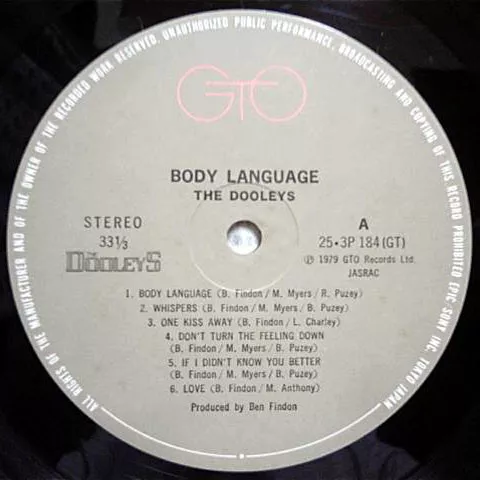 ALL RIGHTS OF THE MANUFACTURER AND OF THE OWNER OF THE RECORDED WORK RESERVED. UNAUTHORIZED PUBLIC PERFORMANCE, BROADCASTING AND COPYING OF THIS RECORD PROHIBITED EPIC·SONY INC. TOKYO JAPAN
GTO
BODY LANGUAGE
THE DOOLEYS
STEREO
33⅓
THE DOOLEYS
A
25・3P 184(GT)
Ⓟ 1979 GTO Records Ltd.
JASRAC
1. BODY LANGUAGE (B. Findon/M. Myers/R. Puzey)
2. WHISPERS (B. Findon/M. Myers/B. Puzey)
3. ONE KISS AWAY (B. Findon/L. Charley)
4. DON'T TURN THE FEELING DOWN
(B. Findon/M. Myers/B. Puzey)
5. IF I DIDN'T KNOW YOU BETTER
(B. Findon/M. Myers/B. Puzey)
6. LOVE (B. Findon/M. Anthony)
Produced by Ben Findon